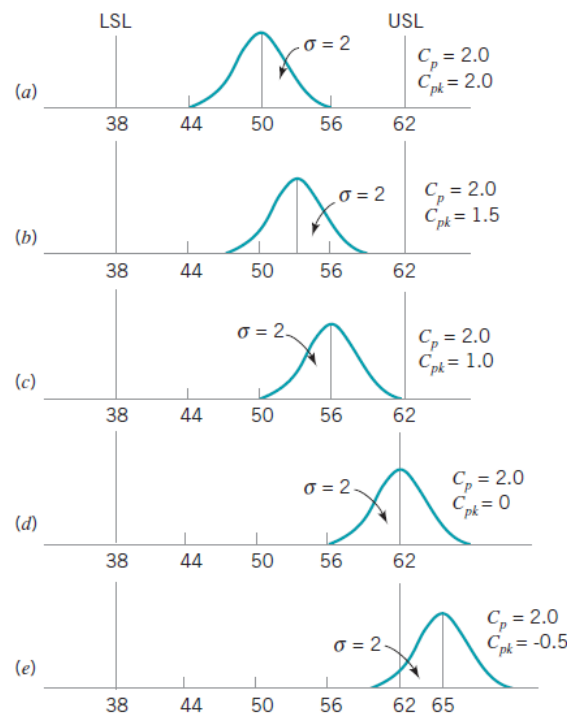 LSL USL
σ = 2
Cp = 2.0
Cpk = 2.0
(a)
38 44 50 56 62
σ = 2
Cp = 2.0
Cpk = 1.5
(b)
38 44 50 56 62
σ = 2
Cp = 2.0
Cpk = 1.0
(c)
38 44 50 56 62
σ = 2
Cp = 2.0
Cpk = 0
(d)
38 44 50 56 62
σ = 2
Cp = 2.0
Cpk = -0.5
(e)
38 44 50 56 62 65